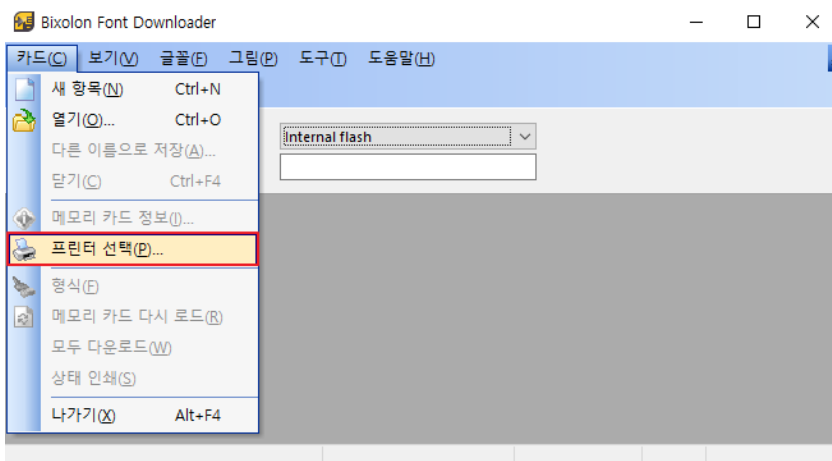 Bixolon Font Downloader
카드(C) 보기(V) 글꼴(F) 그림(P) 도구(T) 도움말(H)
새 항목(N) Ctrl+N
열기(O)... Ctrl+O
다른 이름으로 저장(A)...
닫기(C) Ctrl+F4
메모리 카드 정보(I)...
프린터 선택(P)...
형식(F)
메모리 카드 다시 로드(R)
모두 다운로드(W)
상태 인쇄(S)
나가기(X) Alt+F4
Internal flash